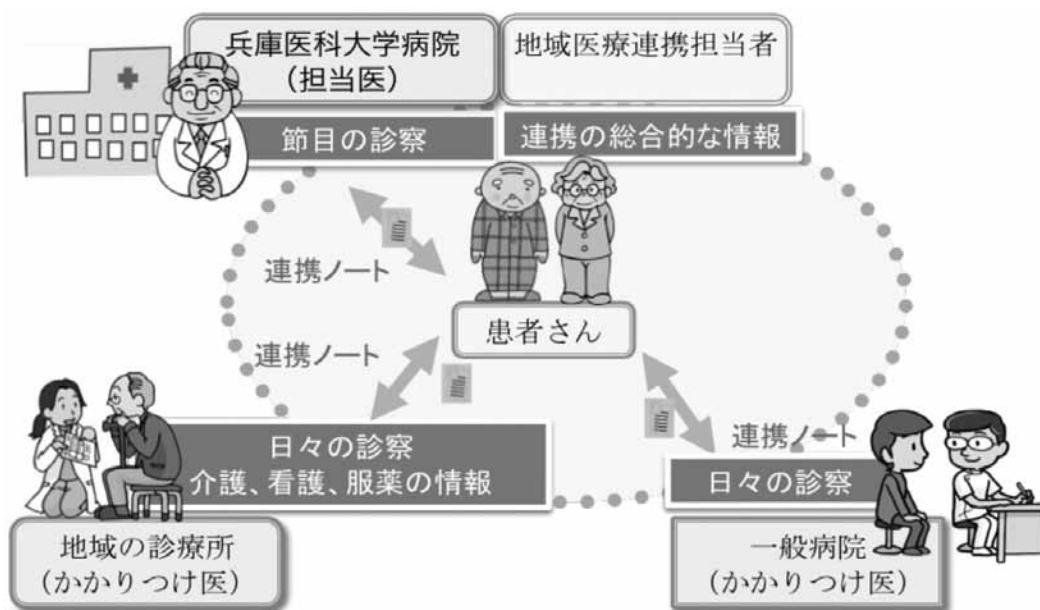 兵庫医科大学病院
（担当医）
地域医療連携担当者
節目の診察
連携の総合的な情報
連携ノート
患者さん
連携ノート
連携ノート
日々の診察
介護、看護、服薬の情報
日々の診察
地域の診療所
（かかりつけ医）
一般病院
（かかりつけ医）